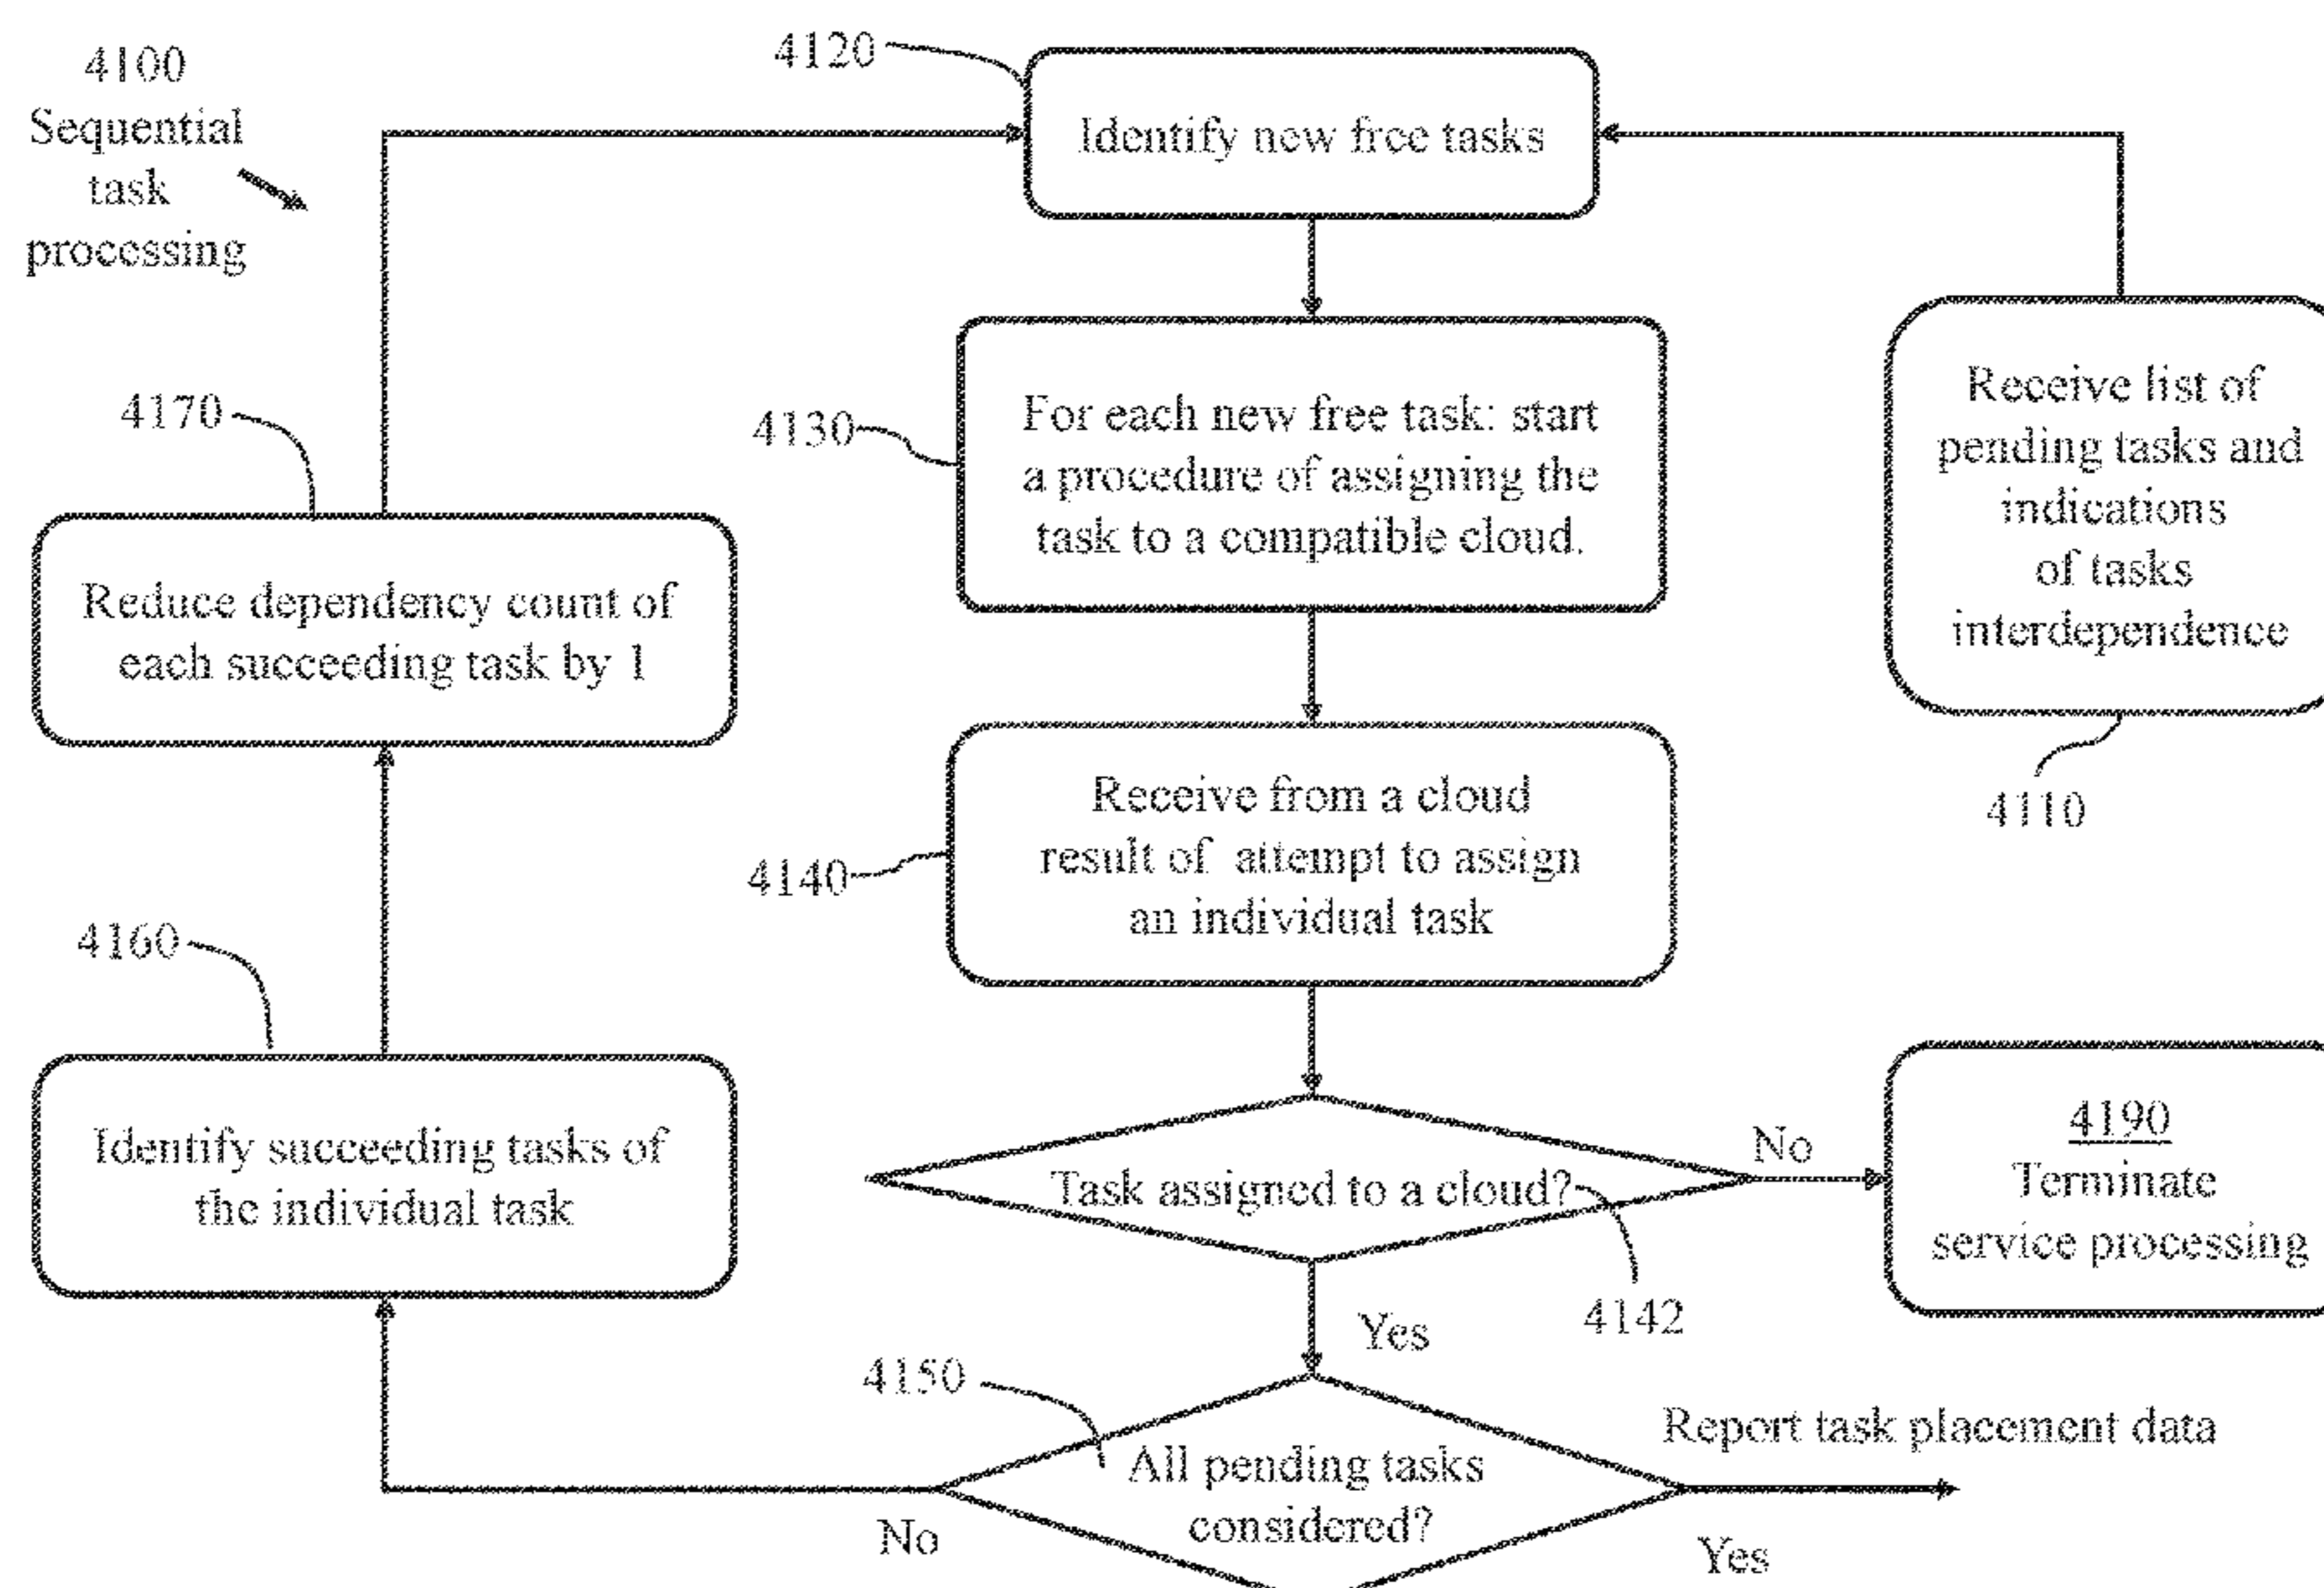 4100
Sequential
task
processing
4120
Identify new free tasks
4130
For each new free task: start
a procedure of assigning the
task to a compatible cloud.
Receive list of
pending tasks and
indications
of tasks
interdependence
4110
4170
Reduce dependency count of
each succeeding task by 1
4140
Receive from a cloud
result of attempt to assign
an individual task
4160
Identify succeeding tasks of
the individual task
Task assigned to a cloud?
4142
No
4190
Terminate
service processing
Yes
4150
All pending tasks
considered?
No
Report task placement data
Yes